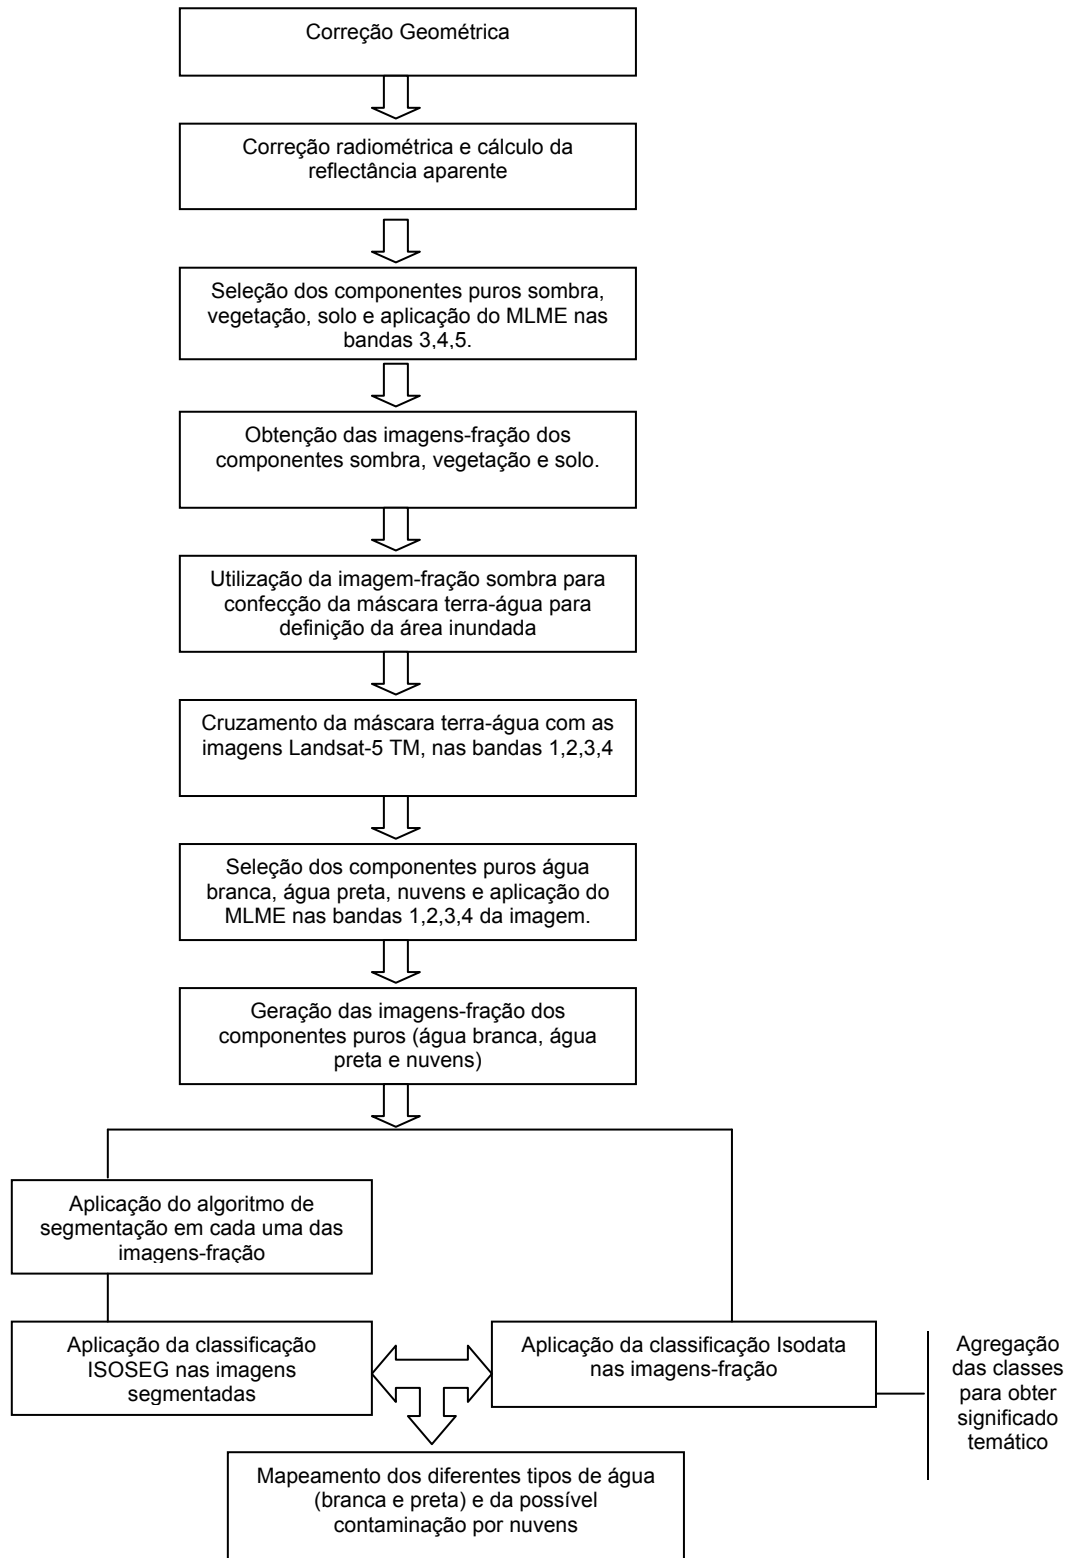 Correção Geométrica
Correção radiométrica e cálculo da
reflectância aparente
Seleção dos componentes puros sombra,
vegetação, solo e aplicação do MLME nas
bandas 3,4,5.
Obtenção das imagens-fração dos
componentes sombra, vegetação e solo.
Utilização da imagem-fração sombra para
confecção da máscara terra-água para
definição da área inundada
Cruzamento da máscara terra-água com as
imagens Landsat-5 TM, nas bandas 1,2,3,4
Seleção dos componentes puros água
branca, água preta, nuvens e aplicação do
MLME nas bandas 1,2,3,4 da imagem.
Geração das imagens-fração dos
componentes puros (água branca, água
preta e nuvens)
Aplicação do algoritmo de
segmentação em cada uma das
imagens-fração
Aplicação da classificação
ISOSEG nas imagens
segmentadas
Aplicação da classificação Isodata
nas imagens-fração
Agregação
das classes
para obter
significado
temático
Mapeamento dos diferentes tipos de água
(branca e preta) e da possível
contaminação por nuvens